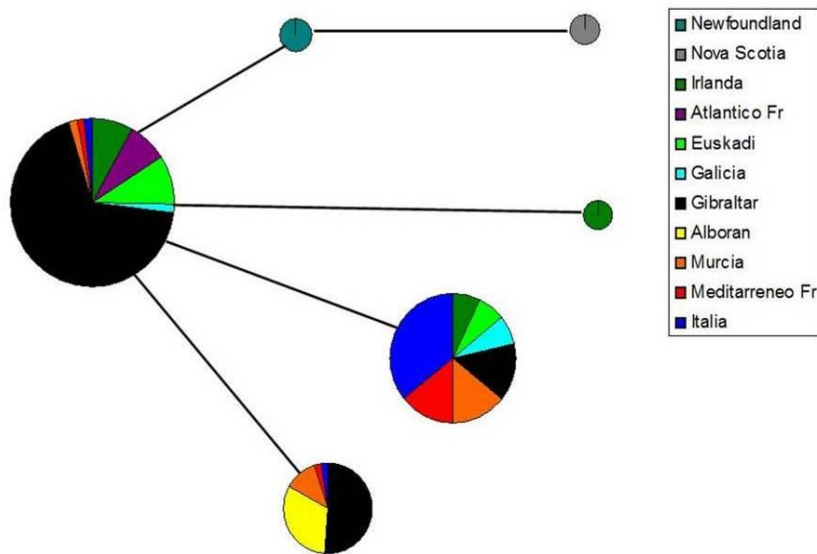 Newfoundland
Nova Scotia
Irlanda
Atlantico Fr
Euskadi
Galicia
Gibraltar
Alboran
Murcia
Meditarreneo Fr
Italia